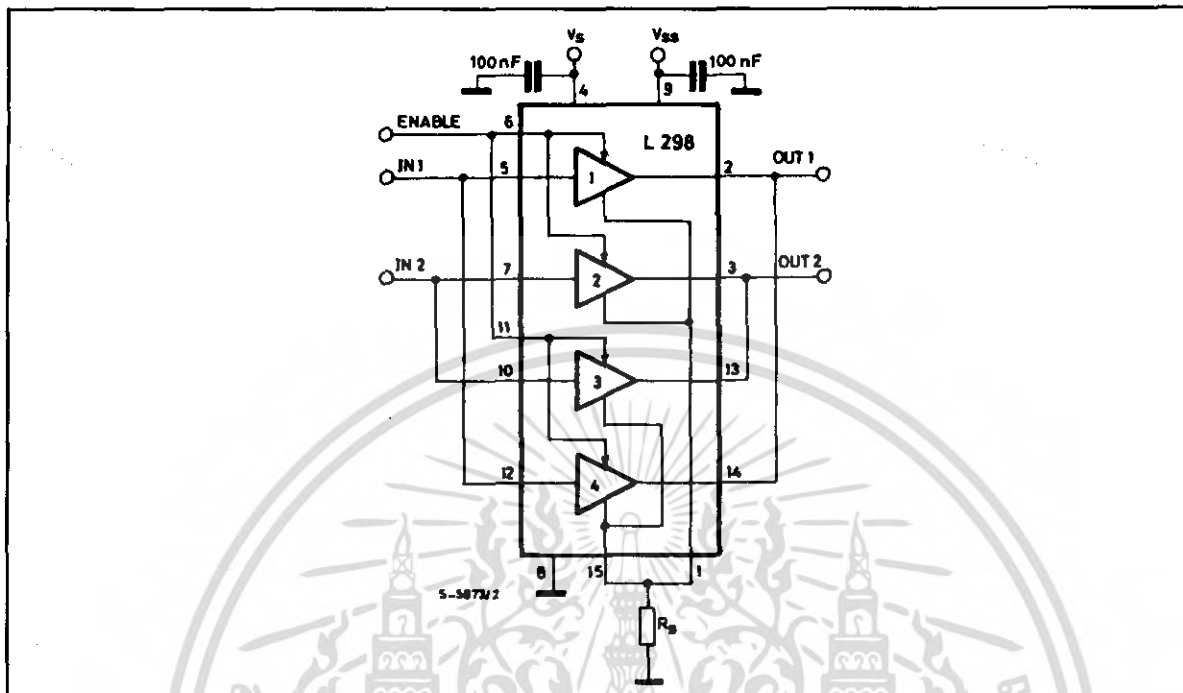 Vs Vss
100 nF 100 nF
4 9
ENABLE 6 L 298
IN 1 5 1 2 OUT 1
IN 2 7 2 3 OUT 2
11
10 3 13
12 4 14
8 15 1
S-5873/2
Rs